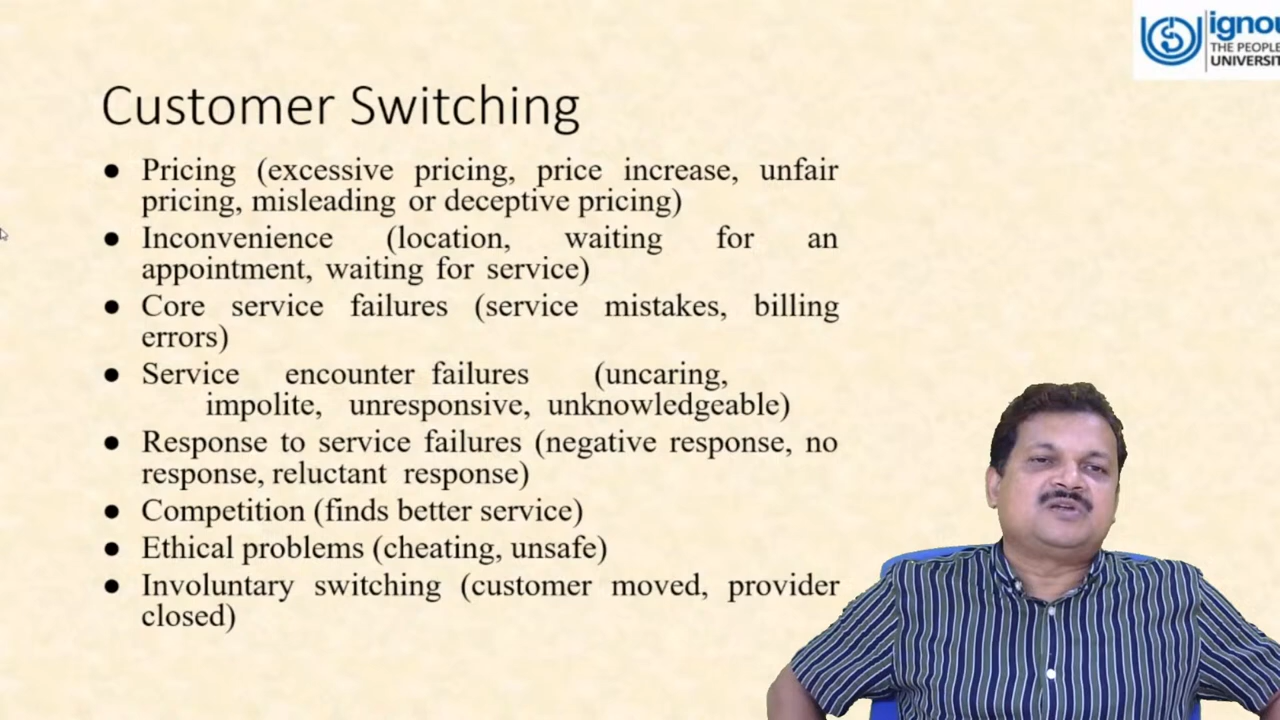 ignou
THE PEOPLE
UNIVERSIT
Customer Switching
● Pricing (excessive pricing, price increase, unfair
pricing, misleading or deceptive pricing)
● Inconvenience (location, waiting for an
appointment, waiting for service)
● Core service failures (service mistakes, billing
errors)
● Service encounter failures (uncaring,
impolite, unresponsive, unknowledgeable)
● Response to service failures (negative response, no
response, reluctant response)
● Competition (finds better service)
● Ethical problems (cheating, unsafe)
● Involuntary switching (customer moved, provider
closed)